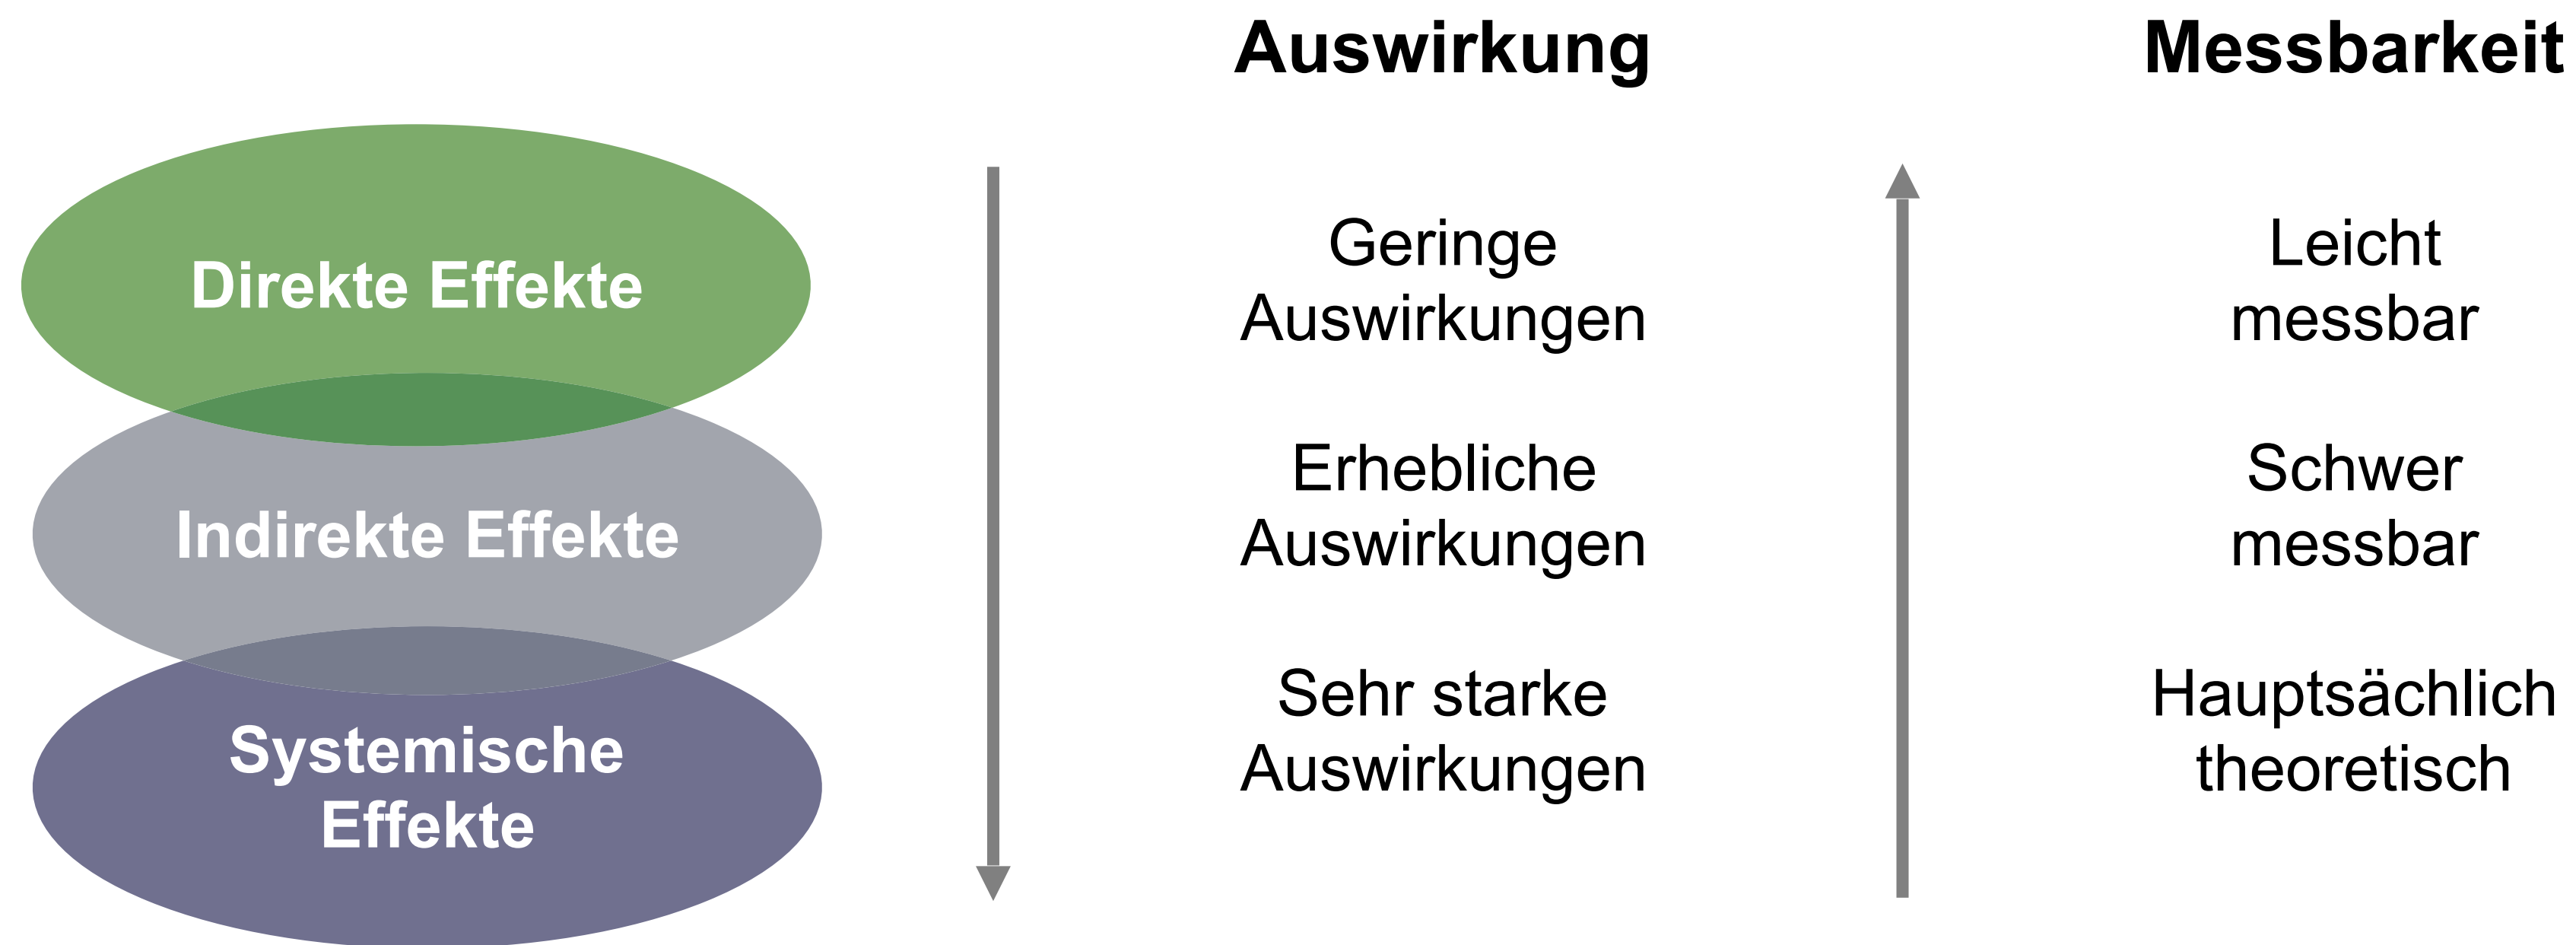 Auswirkung
Messbarkeit
Direkte Effekte
Geringe
Auswirkungen
Leicht
messbar
Indirekte Effekte
Erhebliche
Auswirkungen
Schwer
messbar
Systemische
Effekte
Sehr starke
Auswirkungen
Hauptsächlich
theoretisch